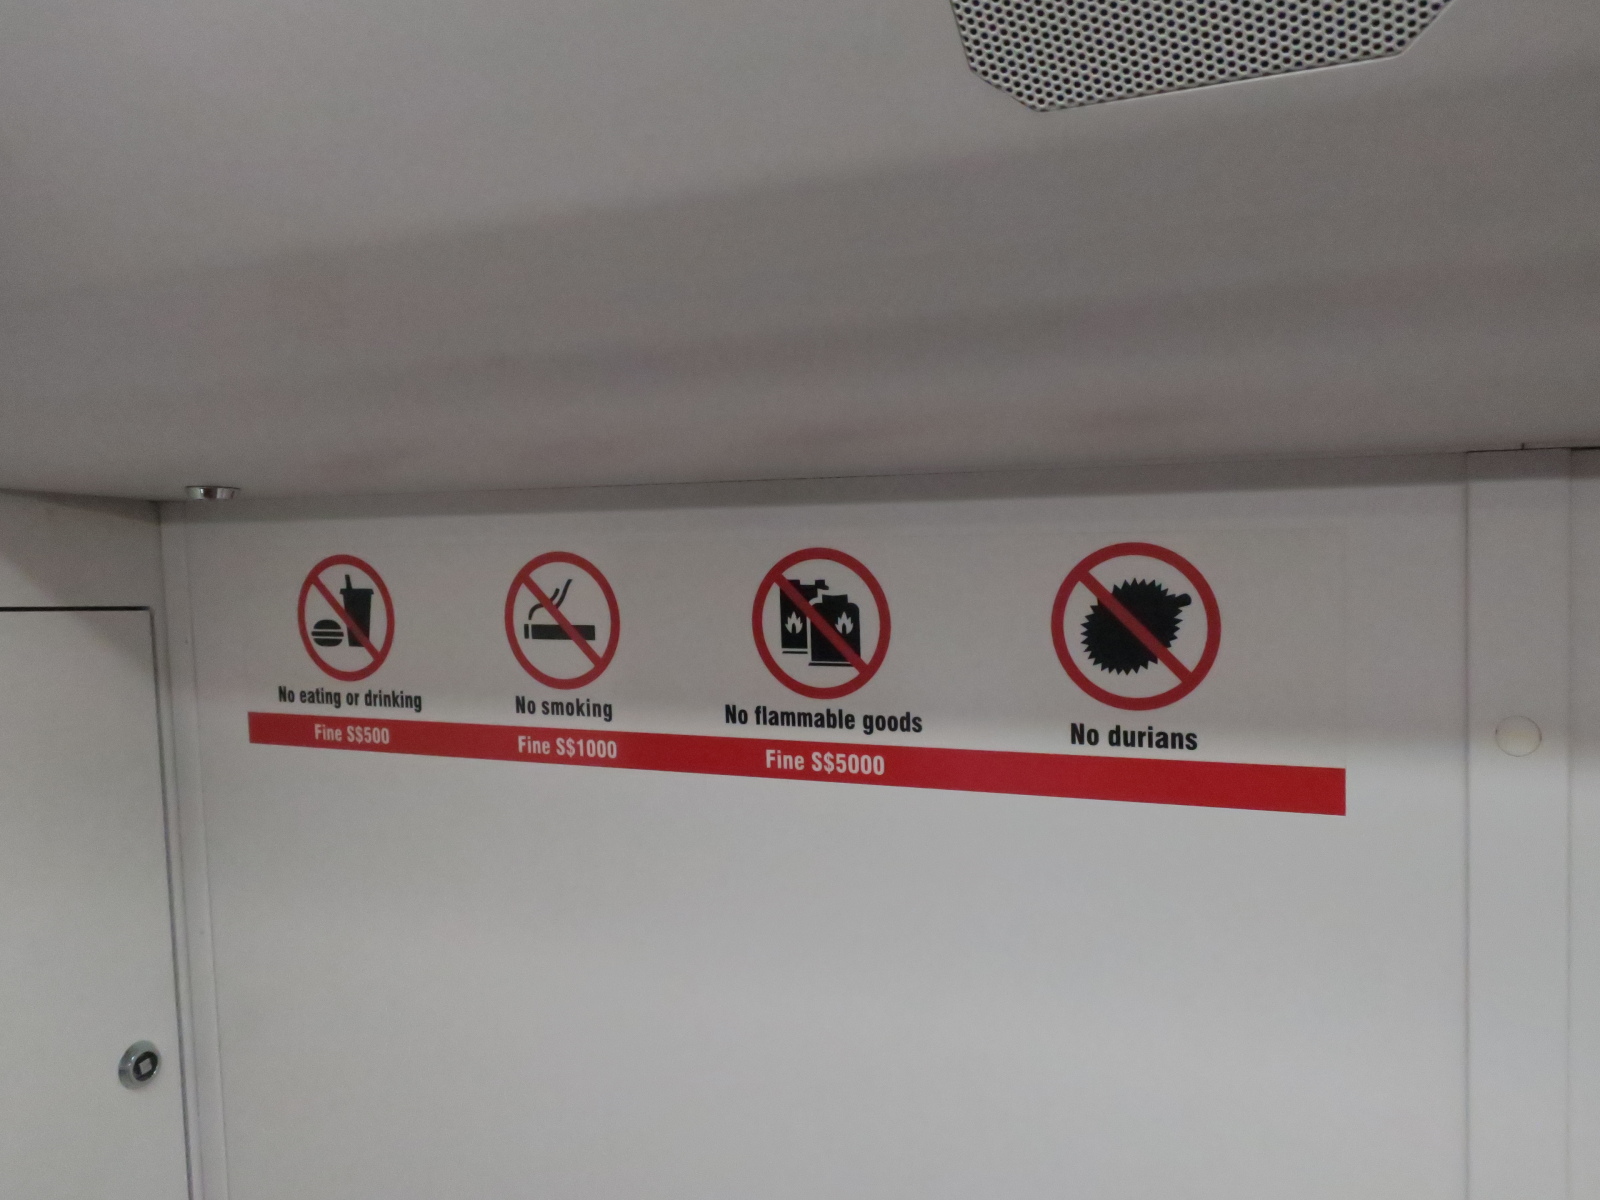 No eating or drinking
Fine S$500
No smoking
Fine S$1000
No flammable goods
Fine S$5000
No durians